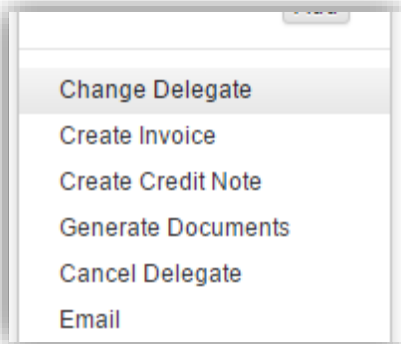 Change Delegate
Create Invoice
Create Credit Note
Generate Documents
Cancel Delegate
Email